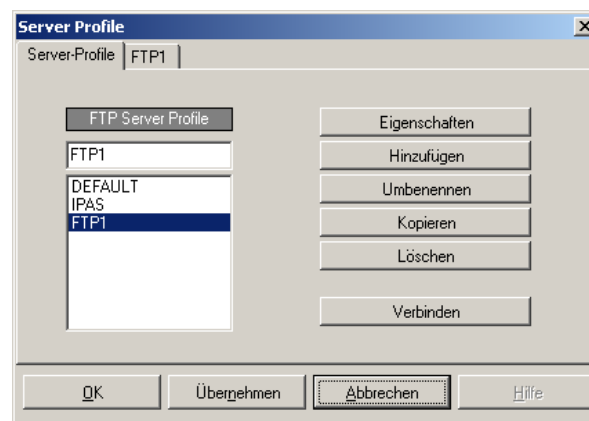 Server Profile
Server-Profile FTP1
FTP Server Profile
FTP1
DEFAULT
IPAS
FTP1
Eigenschaften
Hinzufügen
Umbenennen
Kopieren
Löschen
Verbinden
OK Übernehmen Abbrechen Hilfe